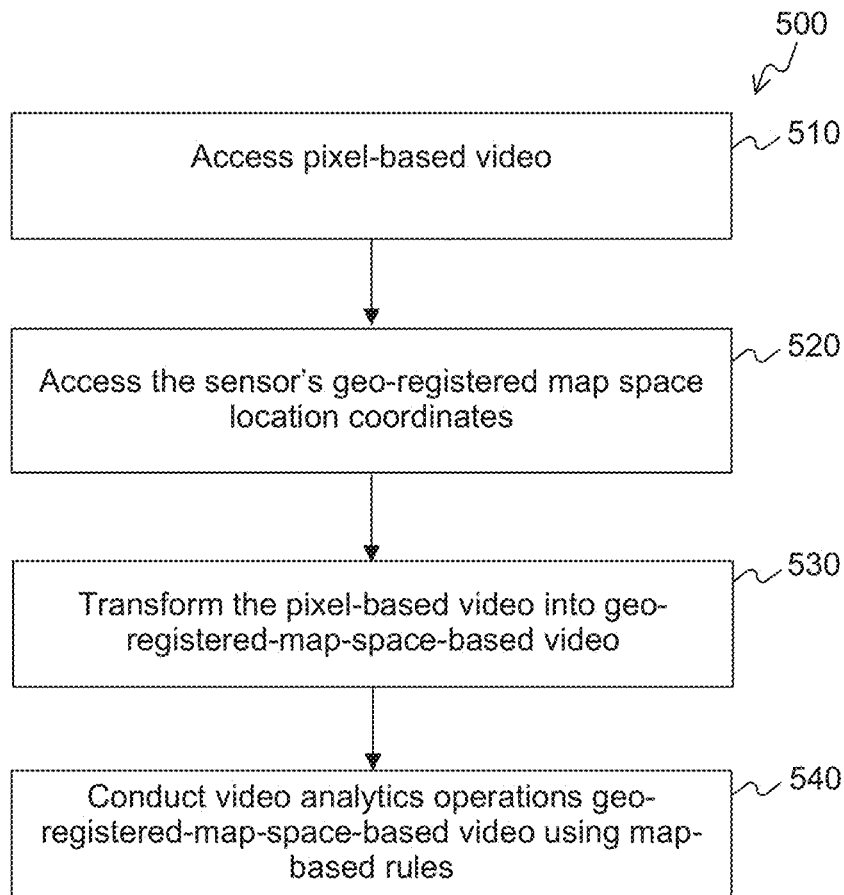 500
Access pixel-based video
510
Access the sensor's geo-registered map space
location coordinates
520
Transform the pixel-based video into geo-
registered-map-space-based video
530
Conduct video analytics operations geo-
registered-map-space-based video using map-
based rules
540